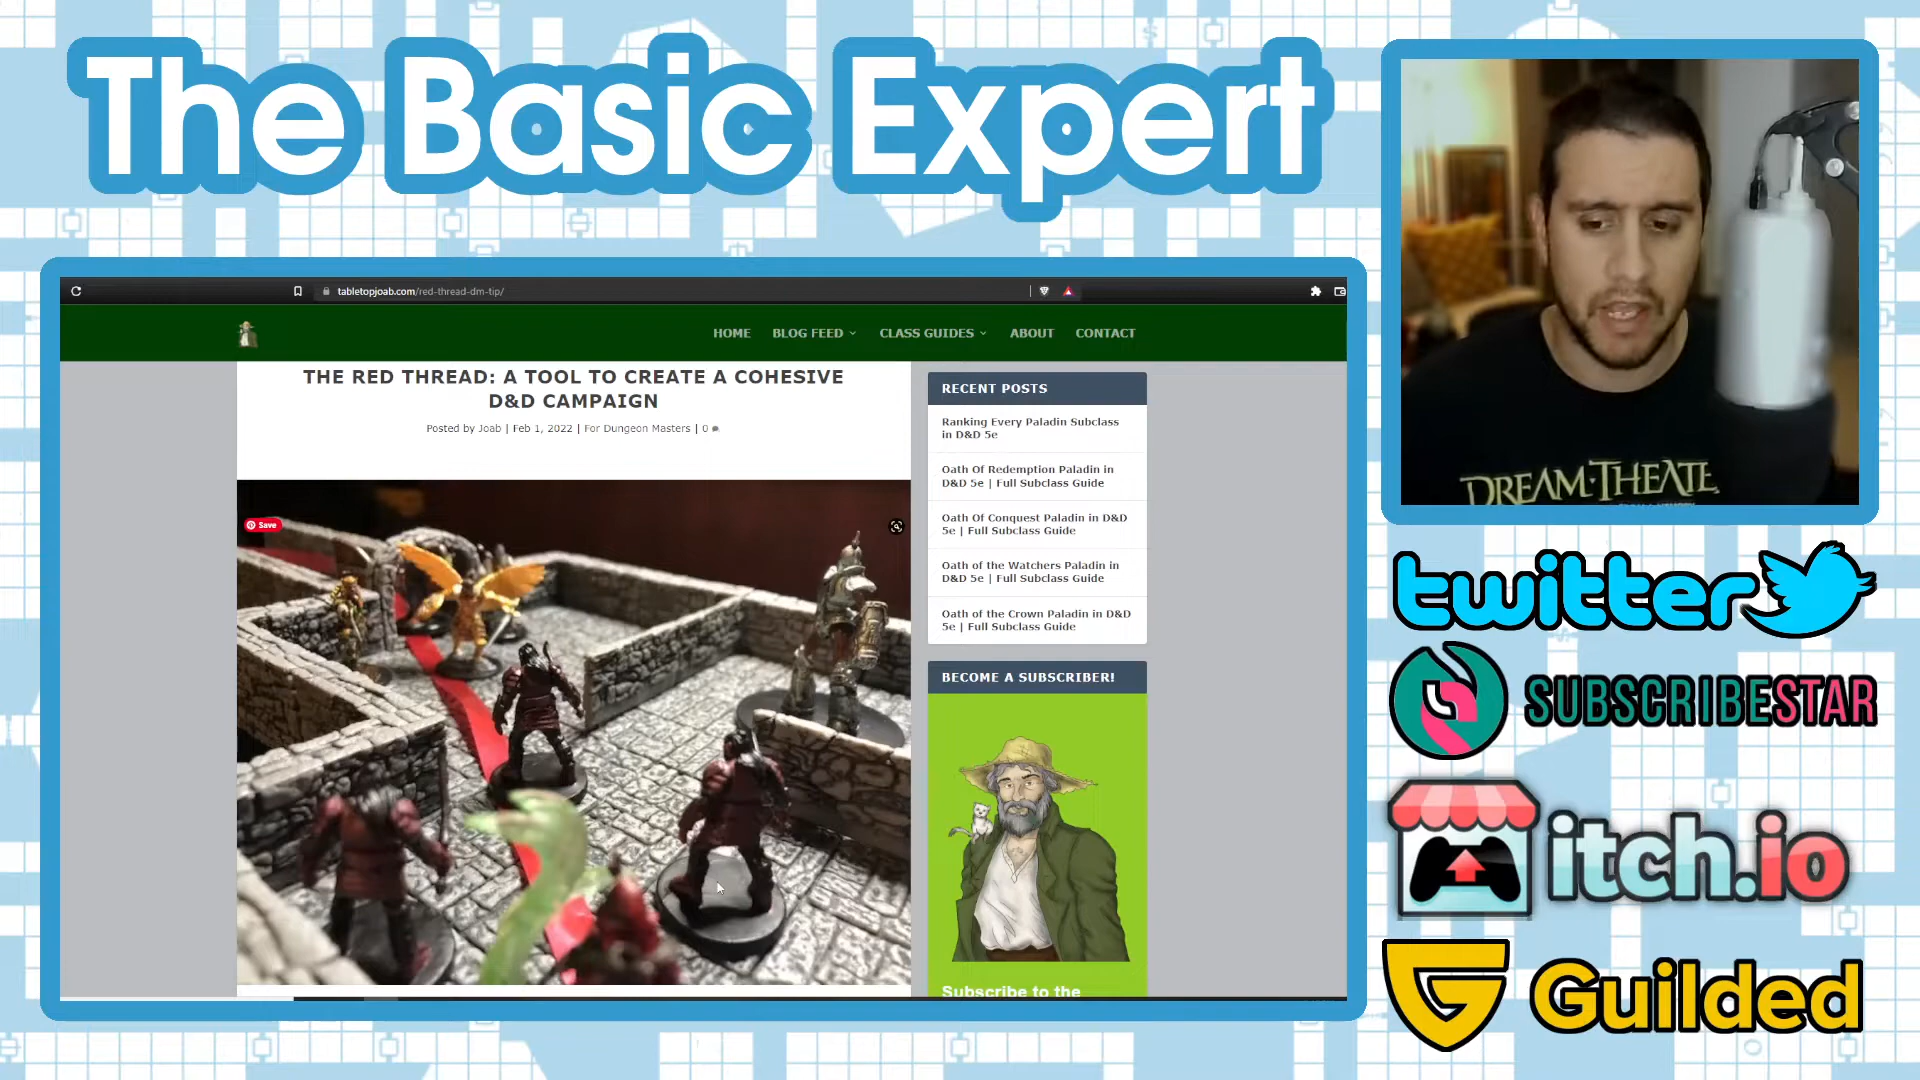 The Basic Expert
tabletopjoab.com/red-thread-dm-tip/
HOME BLOG FEED CLASS GUIDES ABOUT CONTACT
THE RED THREAD: A TOOL TO CREATE A COHESIVE
D&D CAMPAIGN
Posted by Joab | Feb 1, 2022 | For Dungeon Masters | 0
Save
RECENT POSTS
Ranking Every Paladin Subclass
in D&D 5e
Oath Of Redemption Paladin in
D&D 5e | Full Subclass Guide
Oath Of Conquest Paladin in D&D
5e | Full Subclass Guide
Oath of the Watchers Paladin in
D&D 5e | Full Subclass Guide
Oath of the Crown Paladin in D&D
5e | Full Subclass Guide
BECOME A SUBSCRIBER!
Subscribe to the
DREAM THEATE
twitter
SUBSCRIBESTAR
itch.io
Guilded